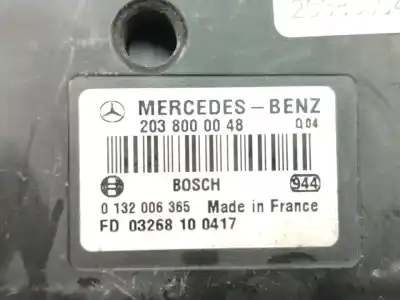 MERCEDES-BENZ
203 800 00 48 Q04
BOSCH 944
0 132 006 365 Made in France
FD 03268 10 0417